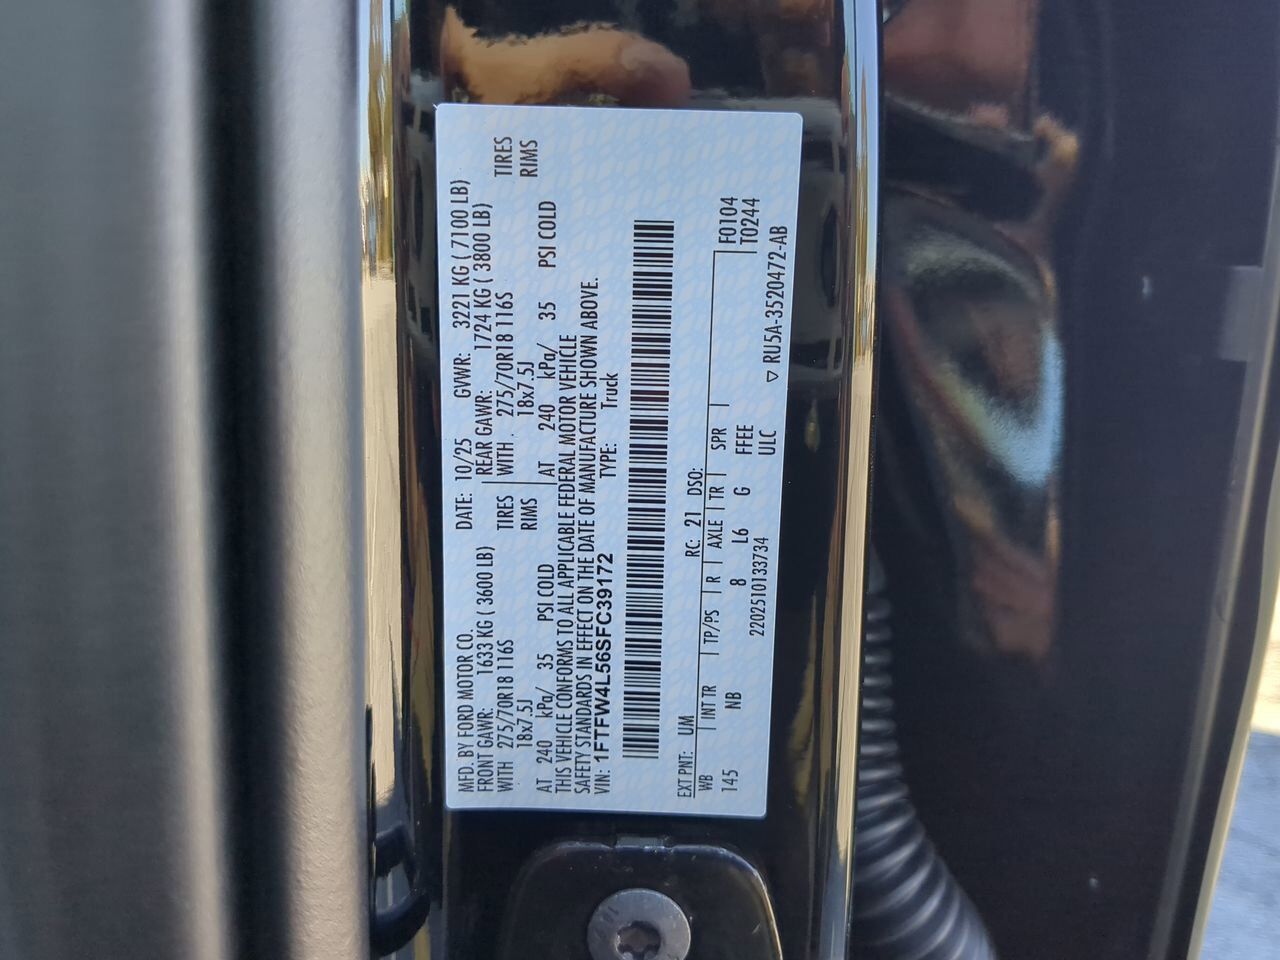 MFD. BY FORD MOTOR CO.
DATE: 10/25 GVWR: 3221 KG ( 7100 LB)
FRONT GAWR: 1633 KG ( 3600 LB)
REAR GAWR: 1724 KG ( 3800 LB)
WITH 275/70R18 116S TIRES
WITH . 275/70R18 116S TIRES
18x7.5J RIMS
18x7.5J RIMS
AT 240 kPa/ 35 PSI COLD
AT 240 kPa/ 35 PSI COLD
THIS VEHICLE CONFORMS TO ALL APPLICABLE FEDERAL MOTOR VEHICLE
SAFETY STANDARDS IN EFFECT ON THE DATE OF MANUFACTURE SHOWN ABOVE.
VIN: 1FTFW4L56SFC39172 TYPE: Truck
EXT PNT: UM RC: 21 DSO:
WB INT TR TP/PS R AXLE TR SPR F0104
145 NB 8 L6 G FFEE T0244
2202510133734 ULC
▽ RU5A-3520472-AB